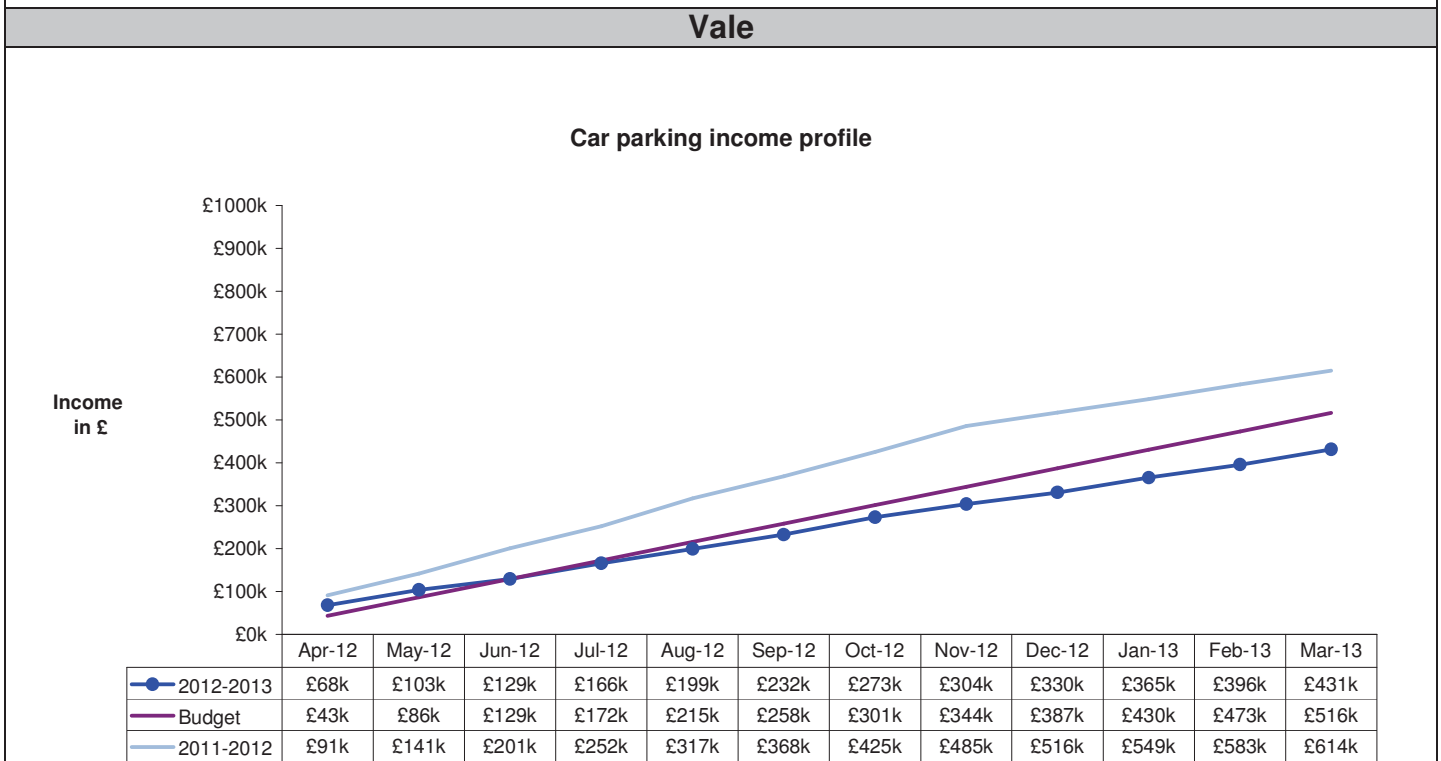 Vale
Car parking income profile
£1000k
£900k
£800k
£700k
£600k
£500k
£400k
£300k
£200k
£100k
£0k
Income
in £
Apr-12 May-12 Jun-12 Jul-12 Aug-12 Sep-12 Oct-12 Nov-12 Dec-12 Jan-13 Feb-13 Mar-13
2012-2013 £68k £103k £129k £166k £199k £232k £273k £304k £330k £365k £396k £431k
Budget £43k £86k £129k £172k £215k £258k £301k £344k £387k £430k £473k £516k
2011-2012 £91k £141k £201k £252k £317k £368k £425k £485k £516k £549k £583k £614k